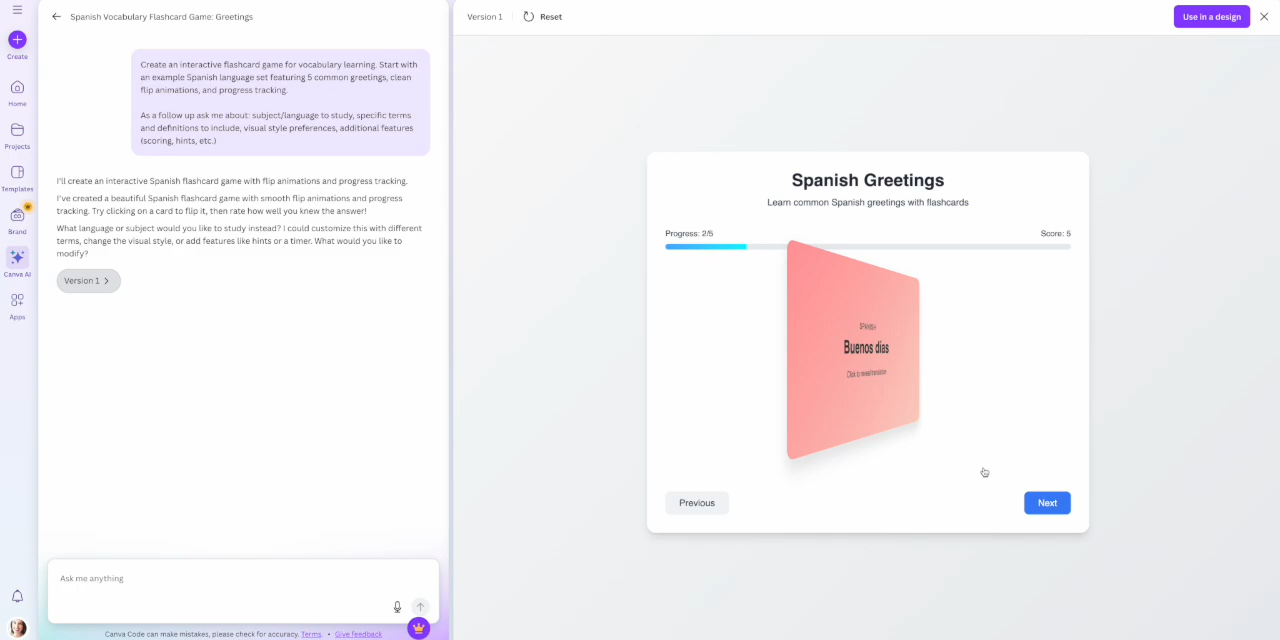 Spanish Vocabulary Flashcard Game: Greetings
Create
Home
Projects
Templates
Brand
Canva AI
Apps
Create an interactive flashcard game for vocabulary learning. Start with
an example Spanish language set featuring 5 common greetings, clean
flip animations, and progress tracking.
As a follow up ask me about: subject/language to study, specific terms
and definitions to include, visual style preferences, additional features
(scoring, hints, etc.)
I'll create an interactive Spanish flashcard game with flip animations and progress tracking.
I've created a beautiful Spanish flashcard game with smooth flip animations and progress
tracking. Try clicking on a card to flip it, then rate how well you knew the answer!
What language or subject would you like to study instead? I could customize this with different
terms, change the visual style, or add features like hints or a timer. What would you like to
modify?
Version 1
Ask me anything
Canva Code can make mistakes, please check for accuracy. Terms • Give feedback
Version 1
Reset
Use in a design
Spanish Greetings
Learn common Spanish greetings with flashcards
Progress: 2/5
Score: 5
SPANISH
Buenos días
Click to reveal translation
Previous
Next